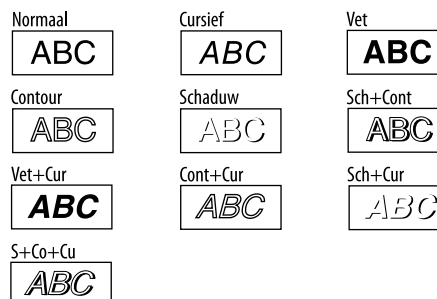 Normaal Cursief Vet
ABC ABC ABC
Contour Schaduw Sch+Cont
ABC ABC ABC
Vet+Cur Cont+Cur Sch+Cur
ABC ABC ABC
S+Co+Cu
ABC